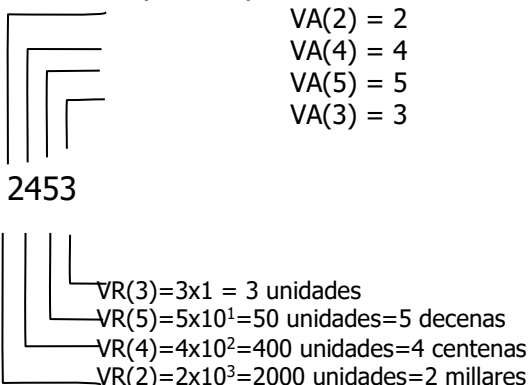 VA(2) = 2
VA(4) = 4
VA(5) = 5
VA(3) = 3
2453
VR(3)=3x1 = 3 unidades
VR(5)=5x10¹=50 unidades=5 decenas
VR(4)=4x10²=400 unidades=4 centenas
VR(2)=2x10³=2000 unidades=2 millares